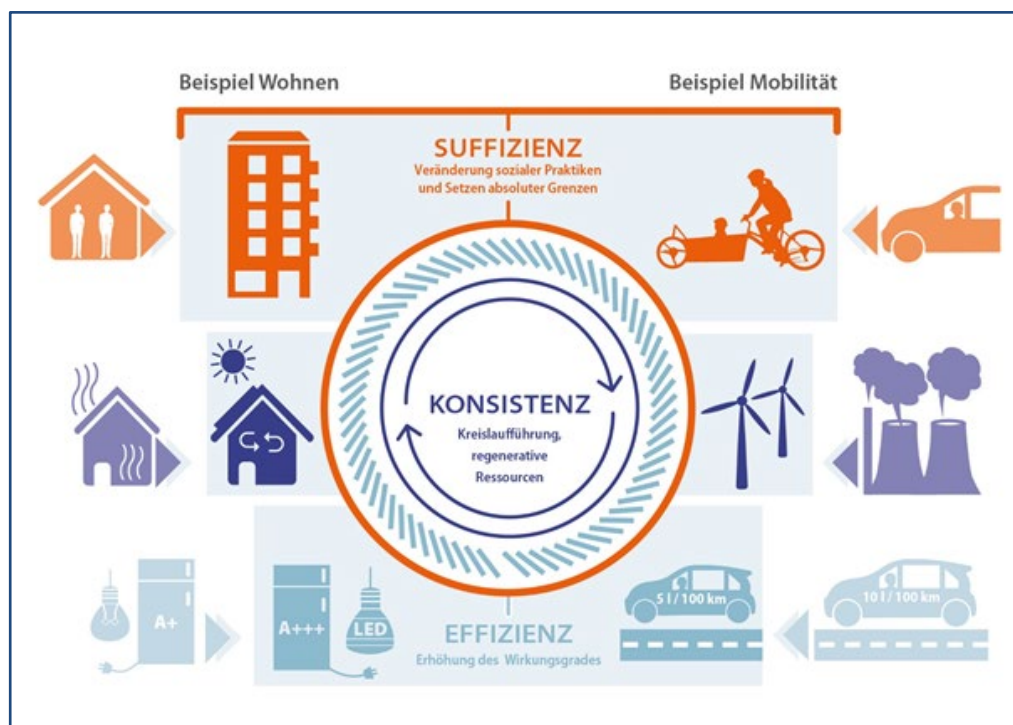 Beispiel Wohnen
Beispiel Mobilität
SUFFIZIENZ
Veränderung sozialer Praktiken
und Setzen absoluter Grenzen
KONSISTENZ
Kreislaufführung,
regenerative
Ressourcen
A+
A+++
LED
EFFIZIENZ
Erhöhung des Wirkungsgrades
5 l / 100 km
10 l / 100 km